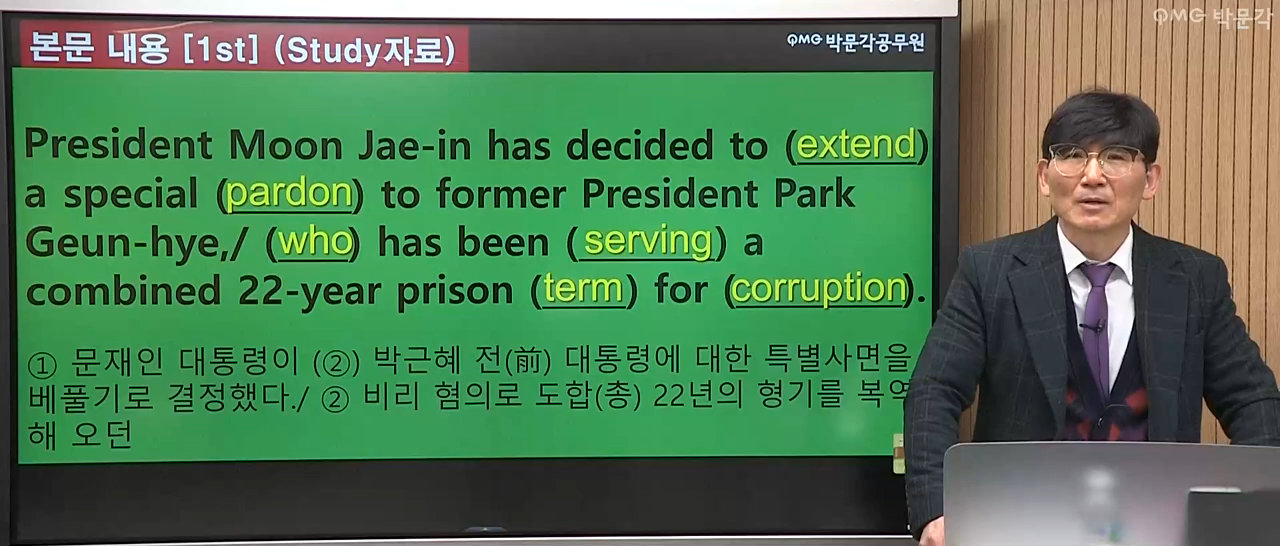 본문 내용 [1st] (Study자료)
QMG 박문각공무원
QMG 박문각
President Moon Jae-in has decided to (extend)
a special (pardon) to former President Park
Geun-hye,/ (who) has been (serving) a
combined 22-year prison (term) for (corruption).
① 문재인 대통령이 (②) 박근혜 전(前) 대통령에 대한 특별사면을
베풀기로 결정했다./ ② 비리 혐의로 도합(총) 22년의 형기를 복역
해 오던